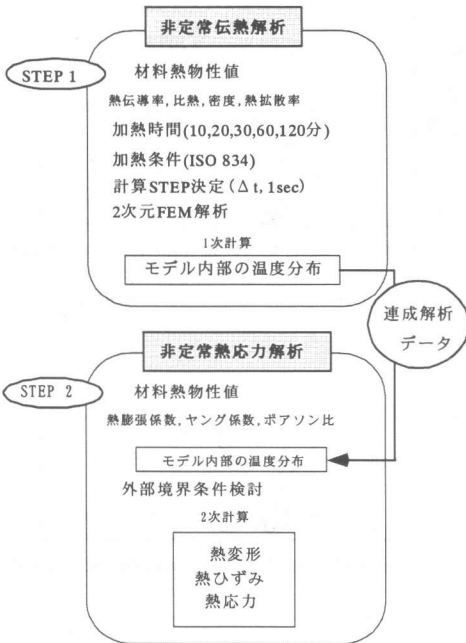 非定常伝熱解析
STEP 1
材料熱物性値
熱伝導率,比熱,密度,熱拡散率
加熱時間(10,20,30,60,120分)
加熱条件(ISO 834)
計算STEP決定(Δt, 1sec)
2次元FEM解析
1次計算
モデル内部の温度分布
連成解析
データ
非定常熱応力解析
STEP 2
材料熱物性値
熱膨張係数,ヤング係数,ポアソン比
モデル内部の温度分布
外部境界条件検討
2次計算
熱変形
熱ひずみ
熱応力